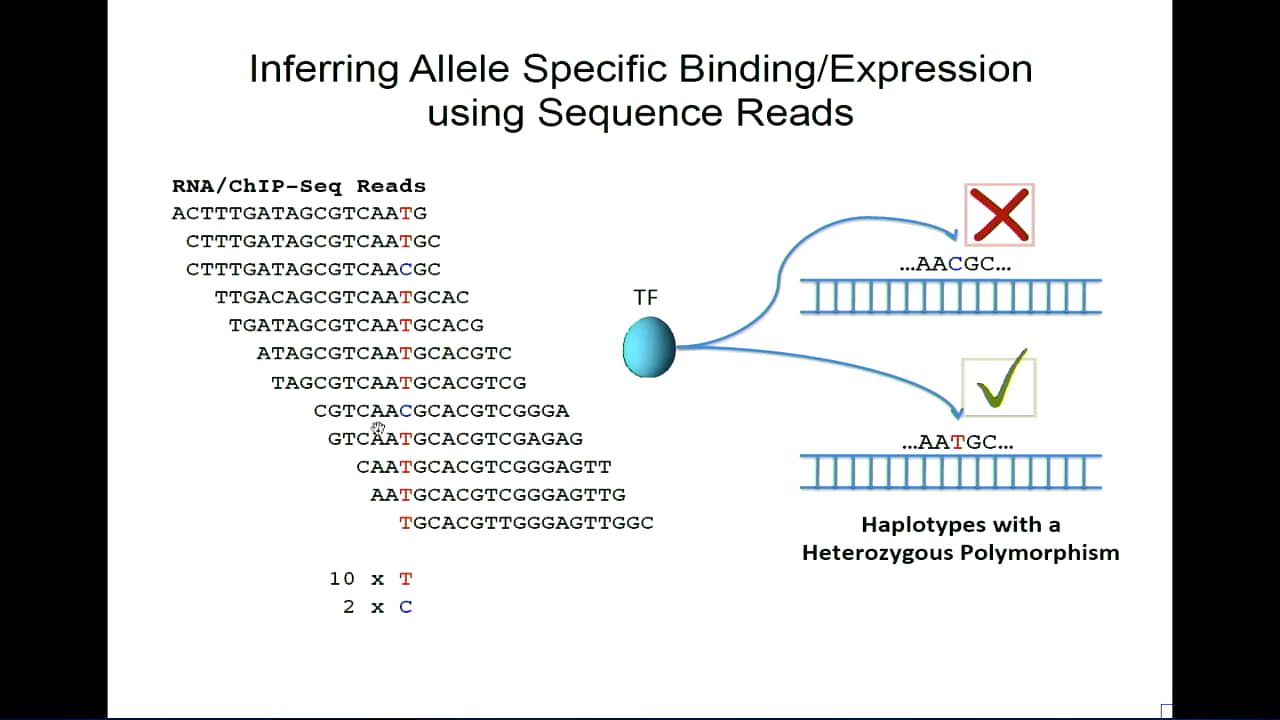 Inferring Allele Specific Binding/Expression
using Sequence Reads
RNA/ChIP-Seq Reads
ACTTTGATAGCGTCAATG
CTTTGATAGCGTCAATGC
CTTTGATAGCGTCAACGC
TTGACAGCGTCAATGCAC
TGATAGCGTCAATGCACG
ATAGCGTCAATGCACGTC
TAGCGTCAATGCACGTCG
CGTCAACGCACGTCGGGA
GTCAATGCACGTCGAGAG
CAATGCACGTCGGGAGTT
AATGCACGTCGGGAGTTG
TGCACGTTGGGAGTTGGC
10 x T
2 x C
TF
...AACGC...
...AATGC...
Haplotypes with a
Heterozygous Polymorphism